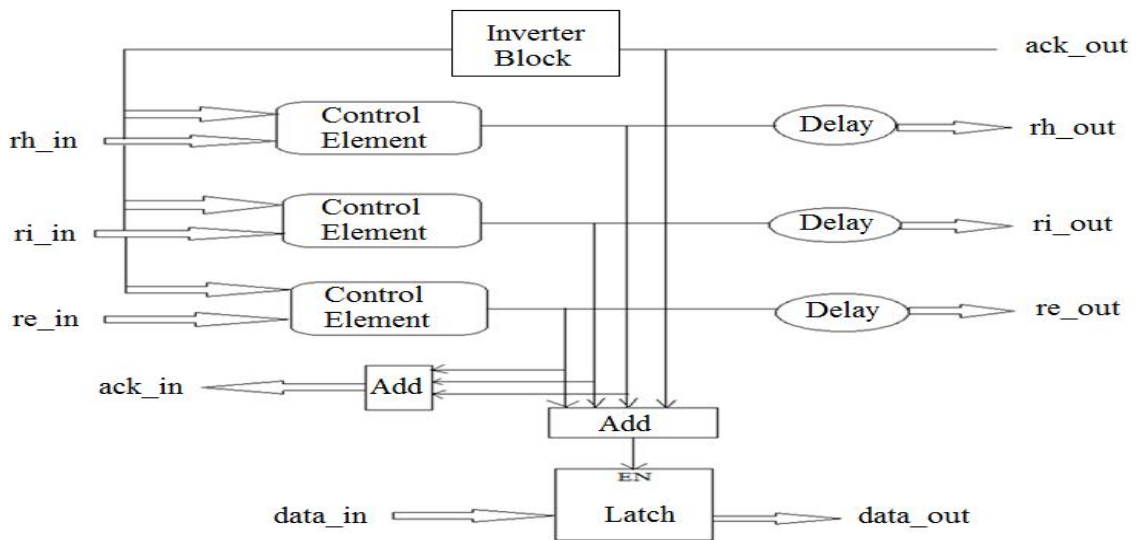 Inverter
Block
ack_out
Control
Element
Delay
rh_in
rh_out
Control
Element
Delay
ri_in
ri_out
Control
Element
Delay
re_in
re_out
ack_in
Add
Add
EN
data_in
Latch
data_out